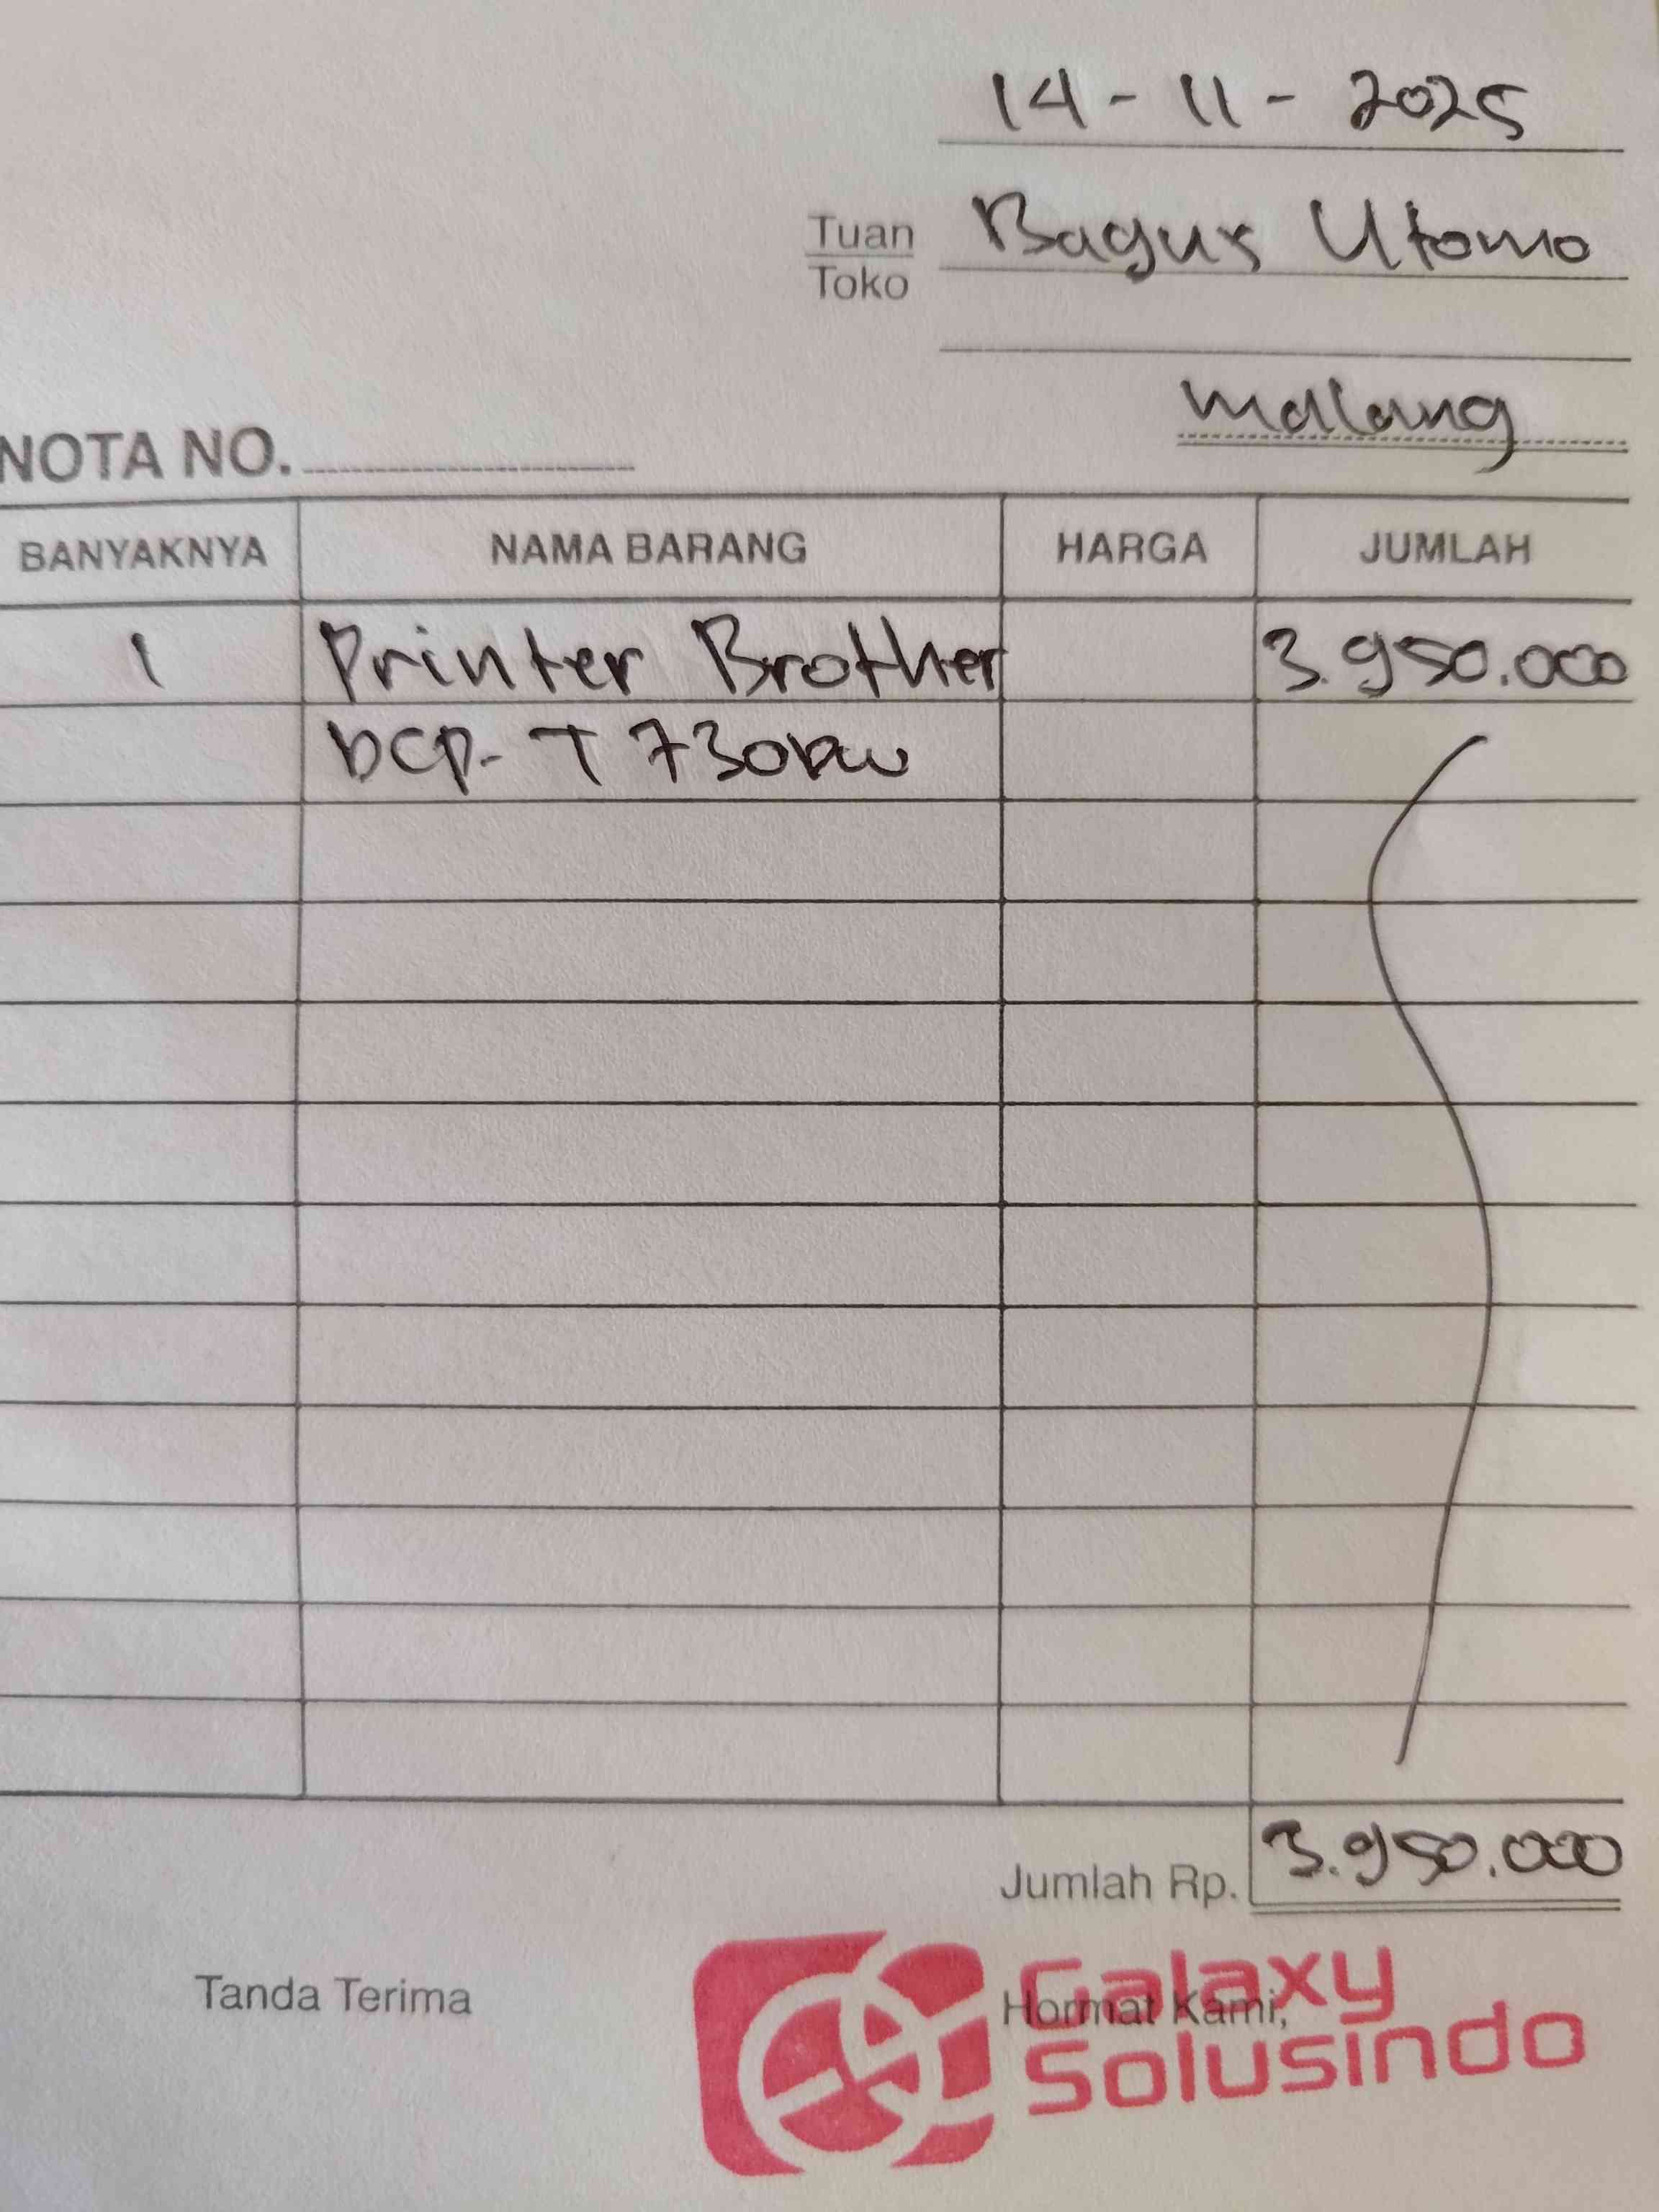 14-11-2025
Tuan
Toko
Bagus Utomo
Malang
NOTA NO.
BANYAKNYA NAMA BARANG HARGA JUMLAH
1 Printer Brother 3.950.000
DCP-T730DW
Jumlah Rp. 3.950.000
Tanda Terima Hormat Kami,
Galaxy
Solusindo